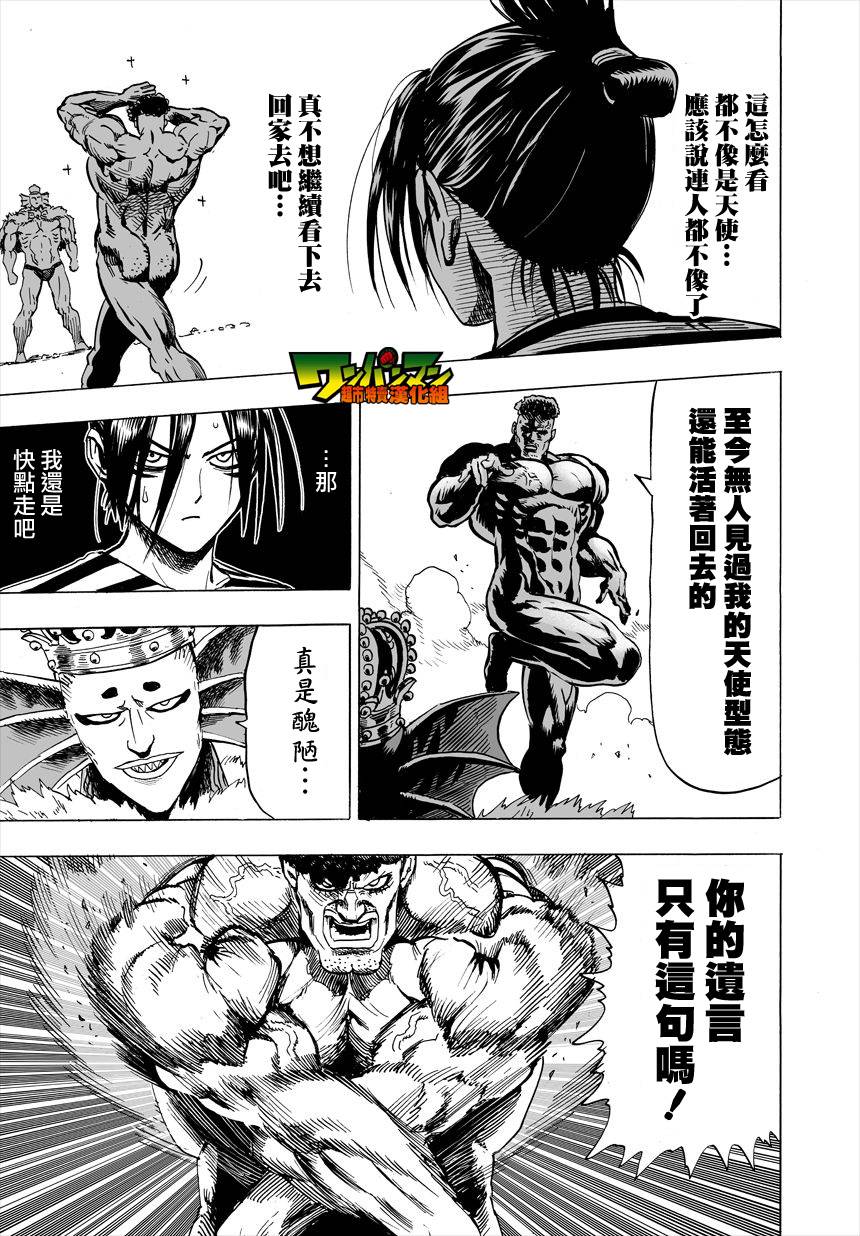 這怎麼看
都不像是天使…
應該說連人都不像了
真不想繼續看下去
回家去吧…
ワンパンマン
超市特賣漢化組
至今無人見過我的天使型態
還能活著回去的
…那
我還是
快點走吧
真是醜陋…
你的遺言
只有這句嗎！